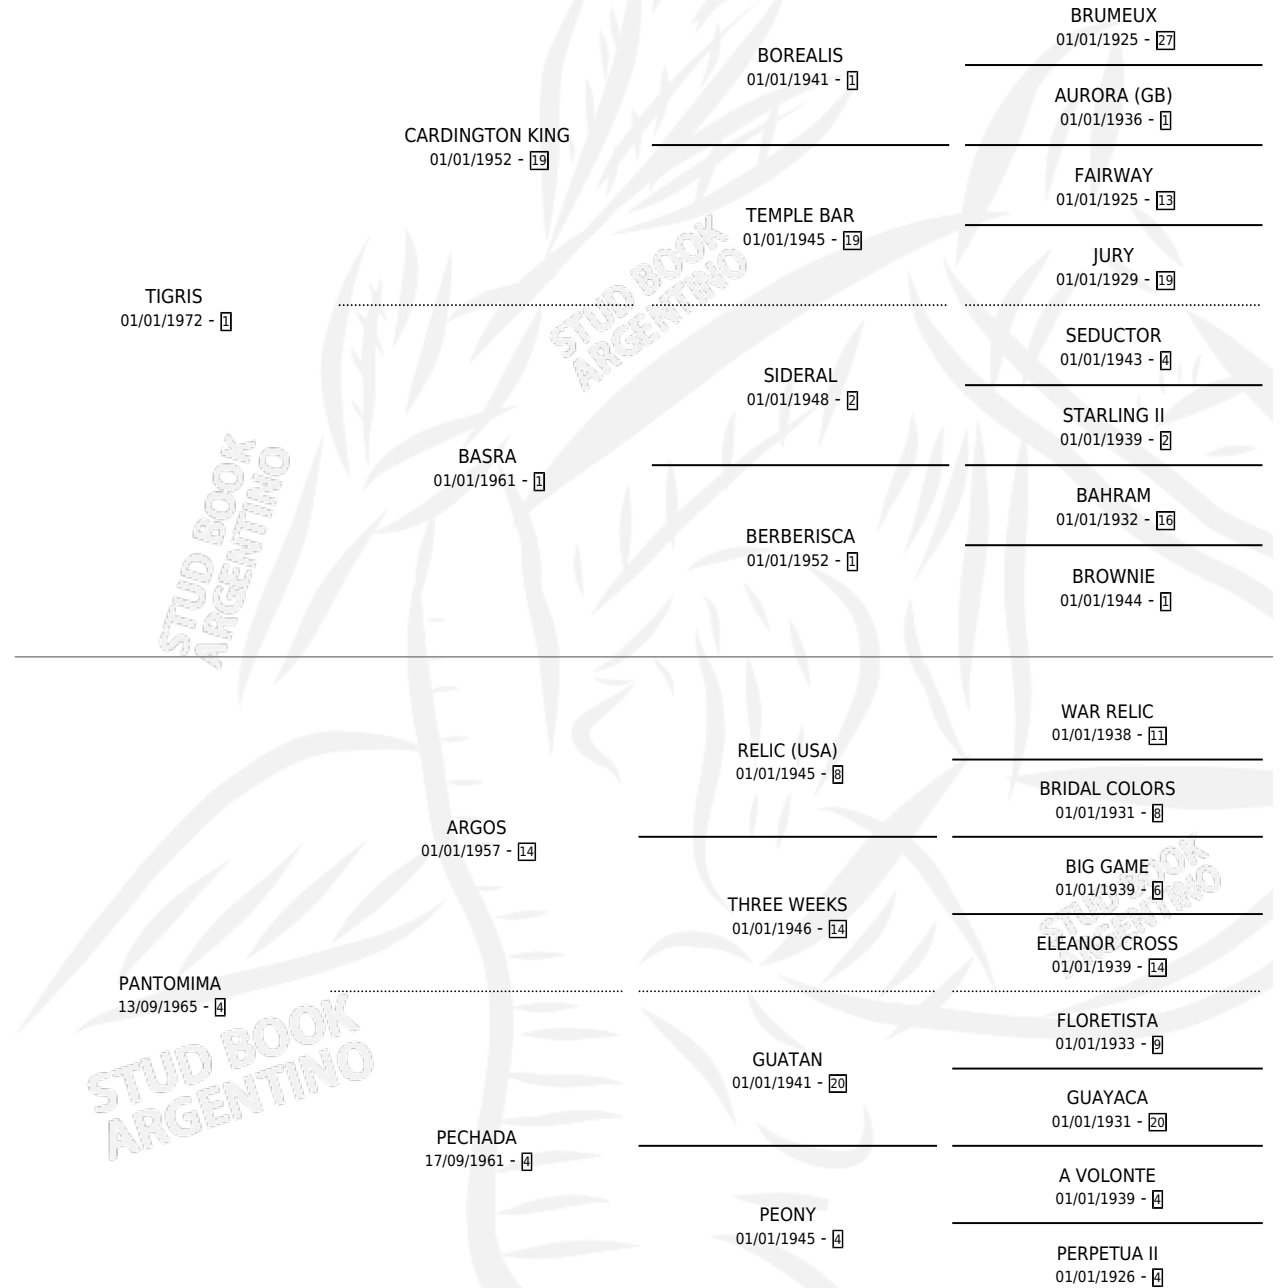 BRUMEUX
01/01/1925 - 27
BOREALIS
01/01/1941 - 1
AURORA (GB)
01/01/1936 - 1
CARDINGTON KING
01/01/1952 - 19
FAIRWAY
01/01/1925 - 13
TEMPLE BAR
01/01/1945 - 19
STUD BOOK
ARGENTINO
JURY
01/01/1929 - 19
TIGRIS
01/01/1972 - 1
SEDUCTOR
01/01/1943 - 4
SIDERAL
01/01/1948 - 2
STARLING II
01/01/1939 - 2
BASRA
01/01/1961 - 1
BAHRAM
01/01/1932 - 16
BERBERISCA
01/01/1952 - 1
STUD BOOK
ARGENTINO
BROWNIE
01/01/1944 - 1
WAR RELIC
01/01/1938 - 11
RELIC (USA)
01/01/1945 - 8
BRIDAL COLORS
01/01/1931 - 8
ARGOS
01/01/1957 - 14
BIG GAME
01/01/1939 - 6
STUD BOOK
ARGENTINO
THREE WEEKS
01/01/1946 - 14
ELEANOR CROSS
01/01/1939 - 14
PANTOMIMA
13/09/1965 - 4
FLORETISTA
01/01/1933 - 9
GUATAN
01/01/1941 - 20
STUD BOOK
ARGENTINO
GUAYACA
01/01/1931 - 20
PECHADA
17/09/1961 - 4
A VOLONTE
01/01/1939 - 4
PEONY
01/01/1945 - 4
PERPETUA II
01/01/1926 - 4